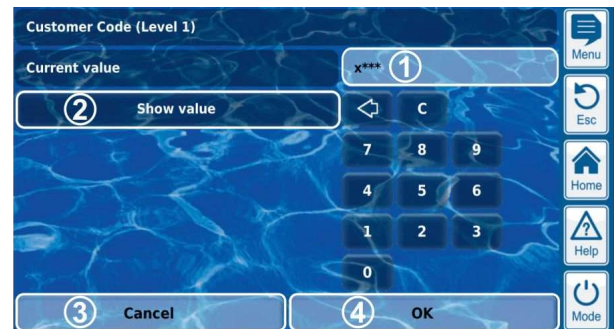 Customer Code (Level 1)
Current value
x***
1
2
Show value
C
7 8 9
4 5 6
1 2 3
0
3
Cancel
4
OK
Menu
Esc
Home
?
Help
Mode